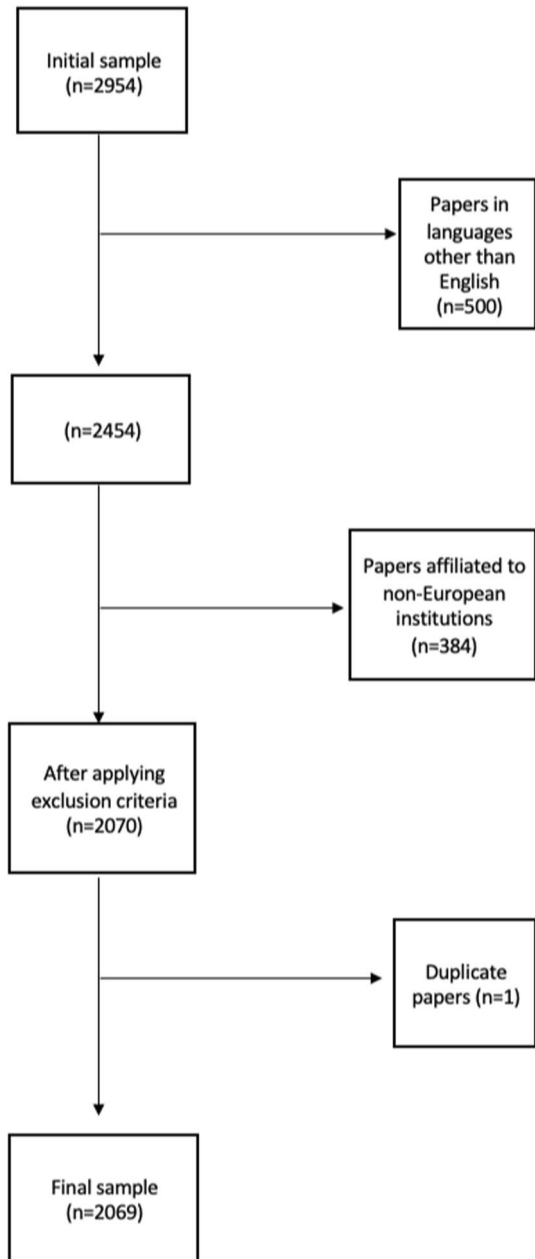 Initial sample
(n=2954)
Papers in
languages
other than
English
(n=500)
(n=2454)
Papers affiliated to
non-European
institutions
(n=384)
After applying
exclusion criteria
(n=2070)
Duplicate
papers (n=1)
Final sample
(n=2069)